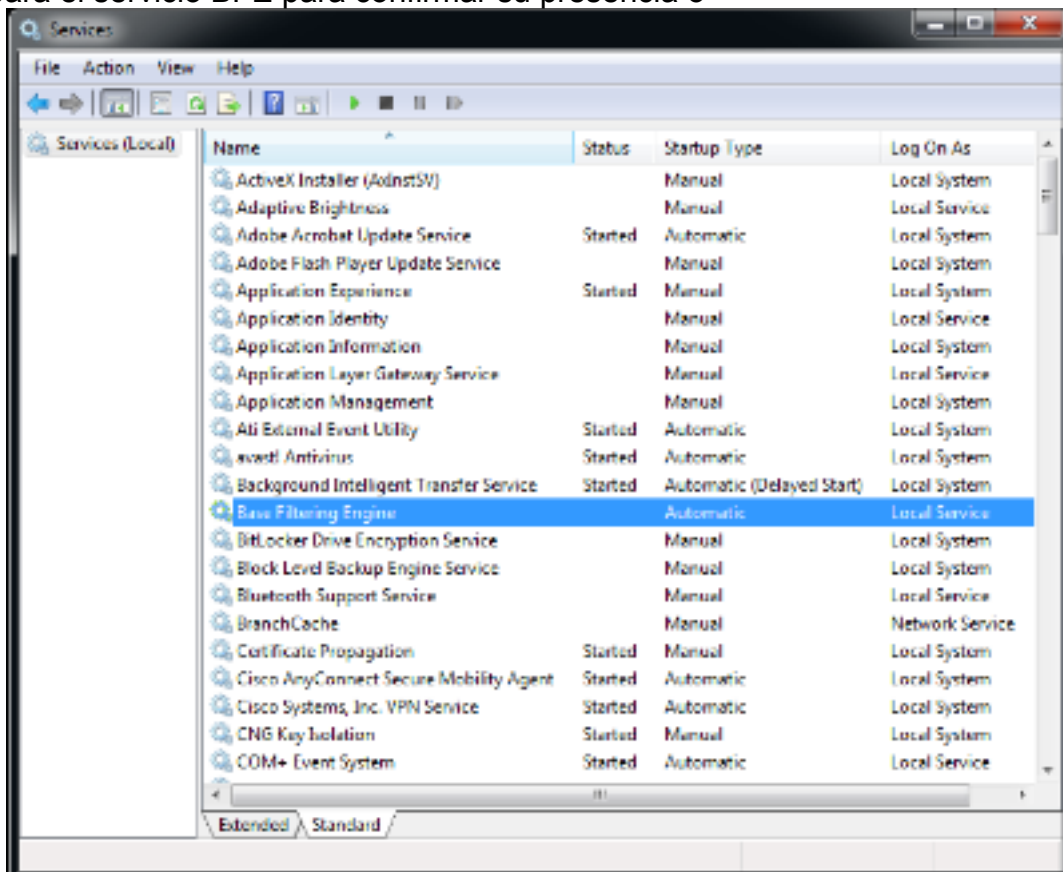 para el servicio BFE para confirmar su presencia o
Services
File Action View Help
Services (Local)
Name Status Startup Type Log On As
ActiveX Installer (AxInstSV) Manual Local System
Adaptive Brightness Manual Local Service
Adobe Acrobat Update Service Started Automatic Local System
Adobe Flash Player Update Service Manual Local System
Application Experience Started Manual Local System
Application Identity Manual Local Service
Application Information Manual Local System
Application Layer Gateway Service Manual Local Service
Application Management Manual Local System
Ati External Event Utility Started Automatic Local System
avast! Antivirus Started Automatic Local System
Background Intelligent Transfer Service Started Automatic (Delayed Start) Local System
Base Filtering Engine Automatic Local Service
BitLocker Drive Encryption Service Manual Local System
Block Level Backup Engine Service Manual Local System
Bluetooth Support Service Manual Local Service
BranchCache Manual Network Service
Certificate Propagation Started Manual Local System
Cisco AnyConnect Secure Mobility Agent Started Automatic Local System
Cisco Systems, Inc. VPN Service Started Automatic Local System
CNG Key Isolation Started Manual Local System
COM+ Event System Started Automatic Local Service
Extended Standard